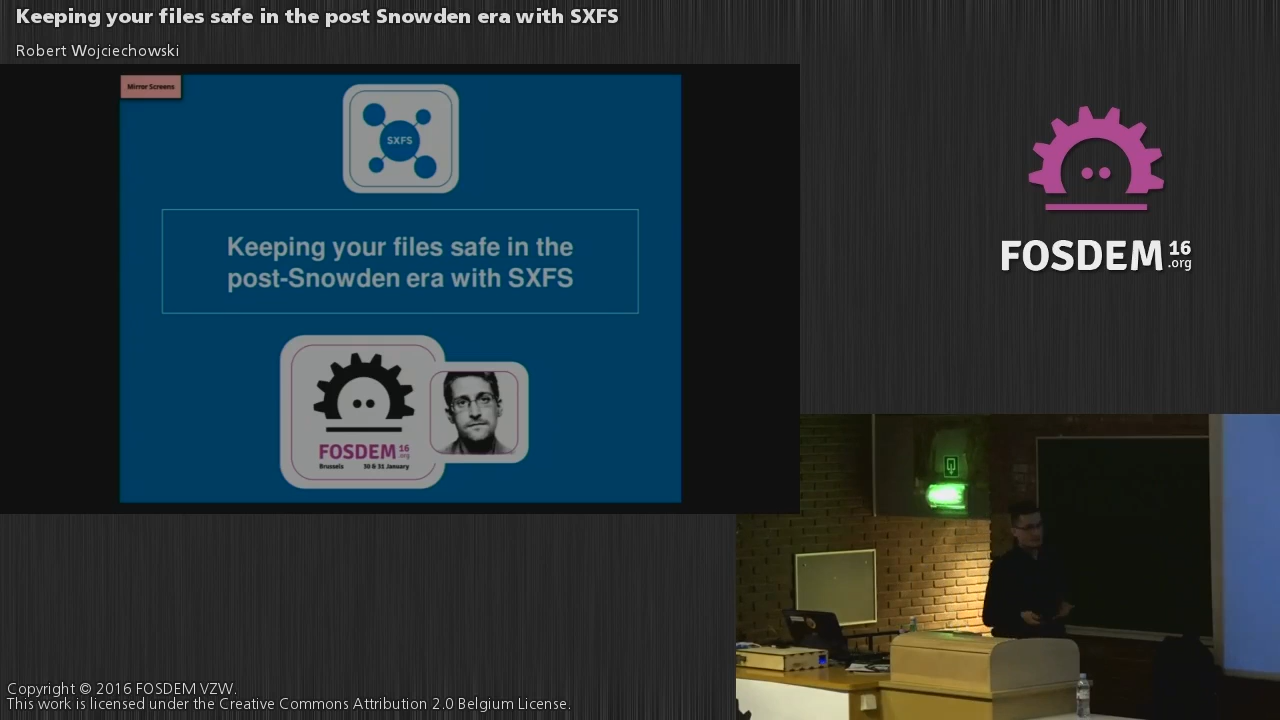 Keeping your files safe in the post Snowden era with SXFS
Robert Wojciechowski
Mirror Screens
SXFS
Keeping your files safe in the
post-Snowden era with SXFS
FOSDEM 16
.org
Brussels 30 & 31 January
FOSDEM 16
.org
Copyright © 2016 FOSDEM VZW.
This work is licensed under the Creative Commons Attribution 2.0 Belgium License.